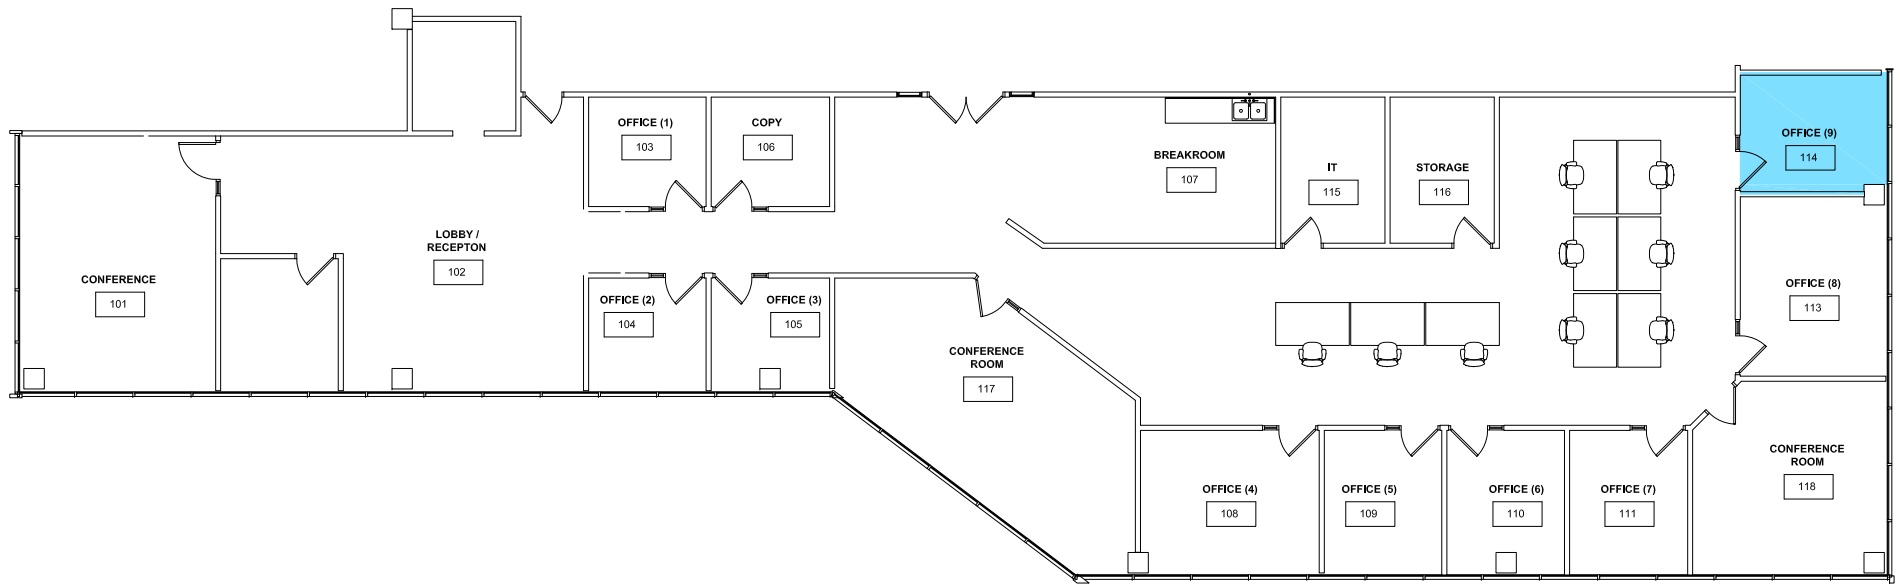 OFFICE (1)
103
COPY
106
OFFICE (9)
114
BREAKROOM
107
IT
115
STORAGE
116
LOBBY /
RECEPTON
102
CONFERENCE
101
OFFICE (2)
104
OFFICE (3)
105
OFFICE (8)
113
CONFERENCE
ROOM
117
CONFERENCE
ROOM
118
OFFICE (4)
108
OFFICE (5)
109
OFFICE (6)
110
OFFICE (7)
111